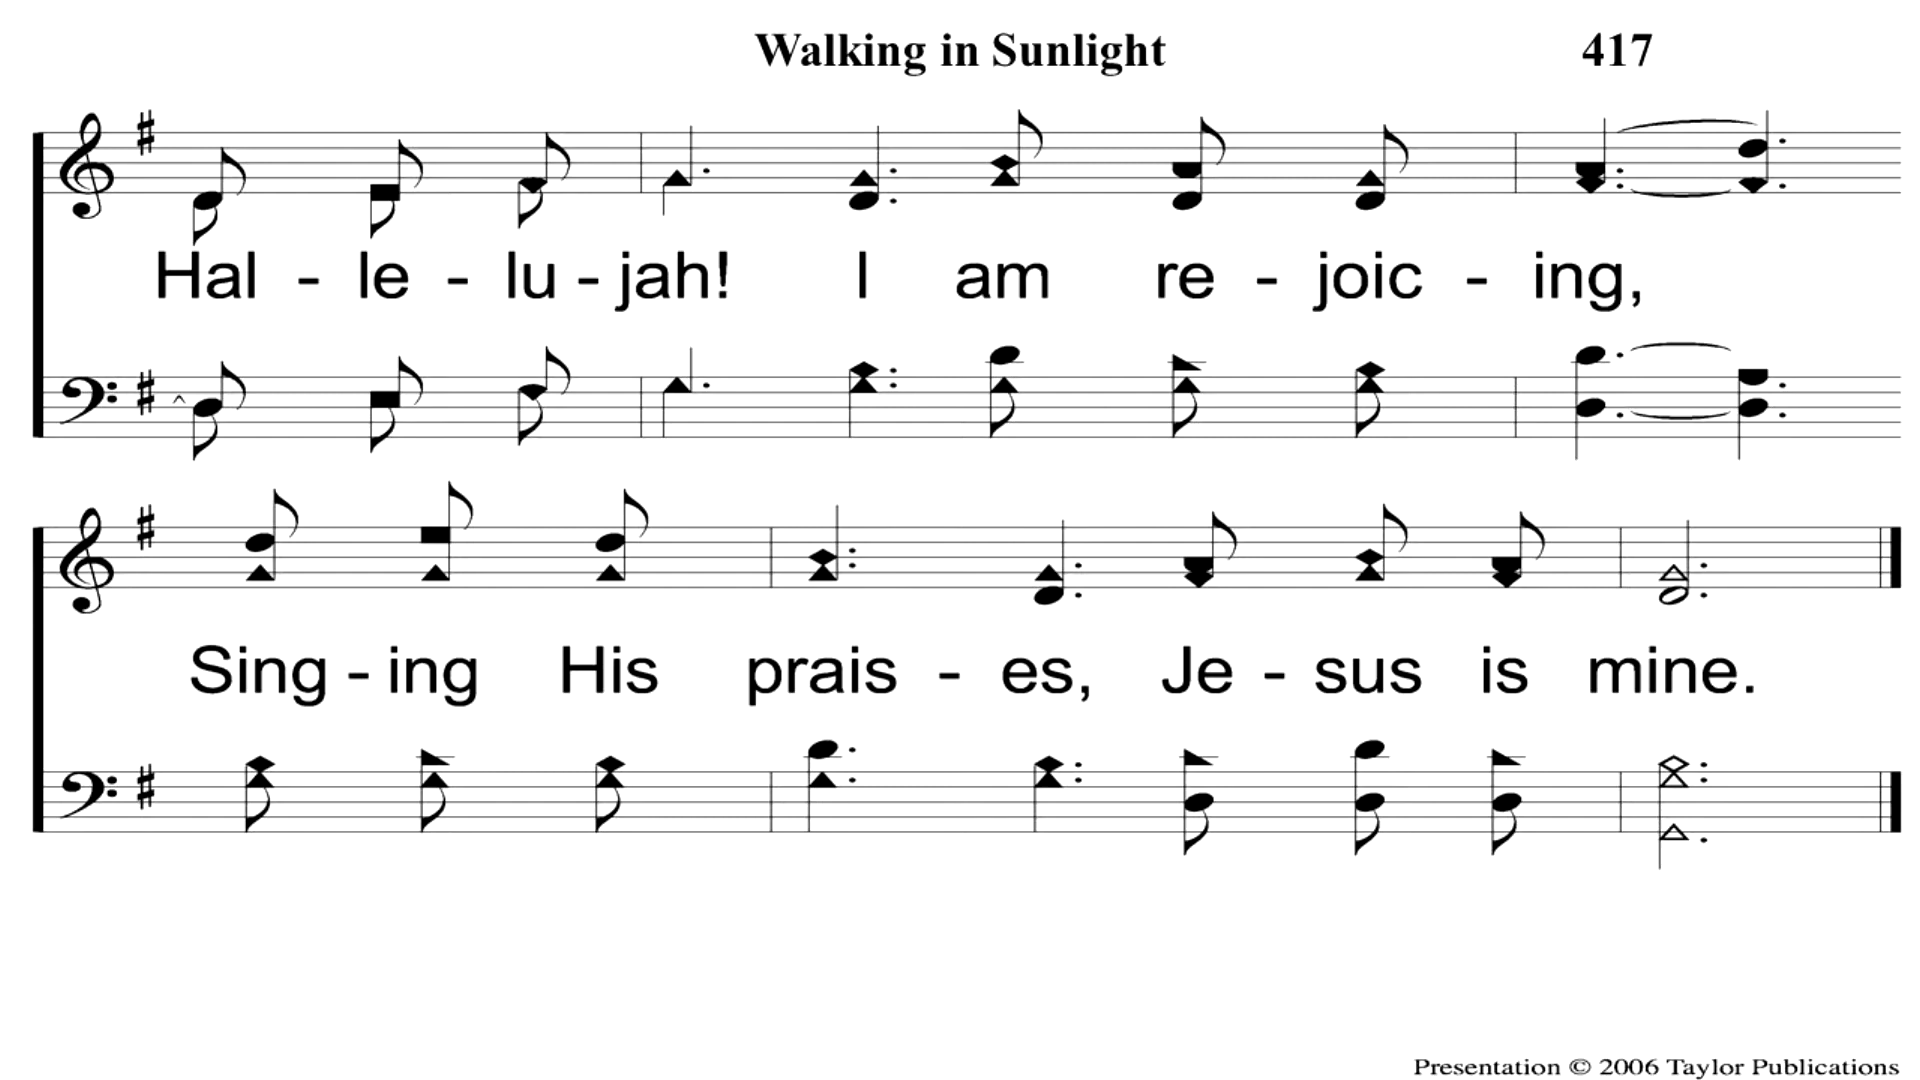 Walking in Sunlight 417
Hal - le - lu - jah! I am re - joic - ing,
Sing - ing His prais - es, Je - sus is mine.
Presentation © 2006 Taylor Publications